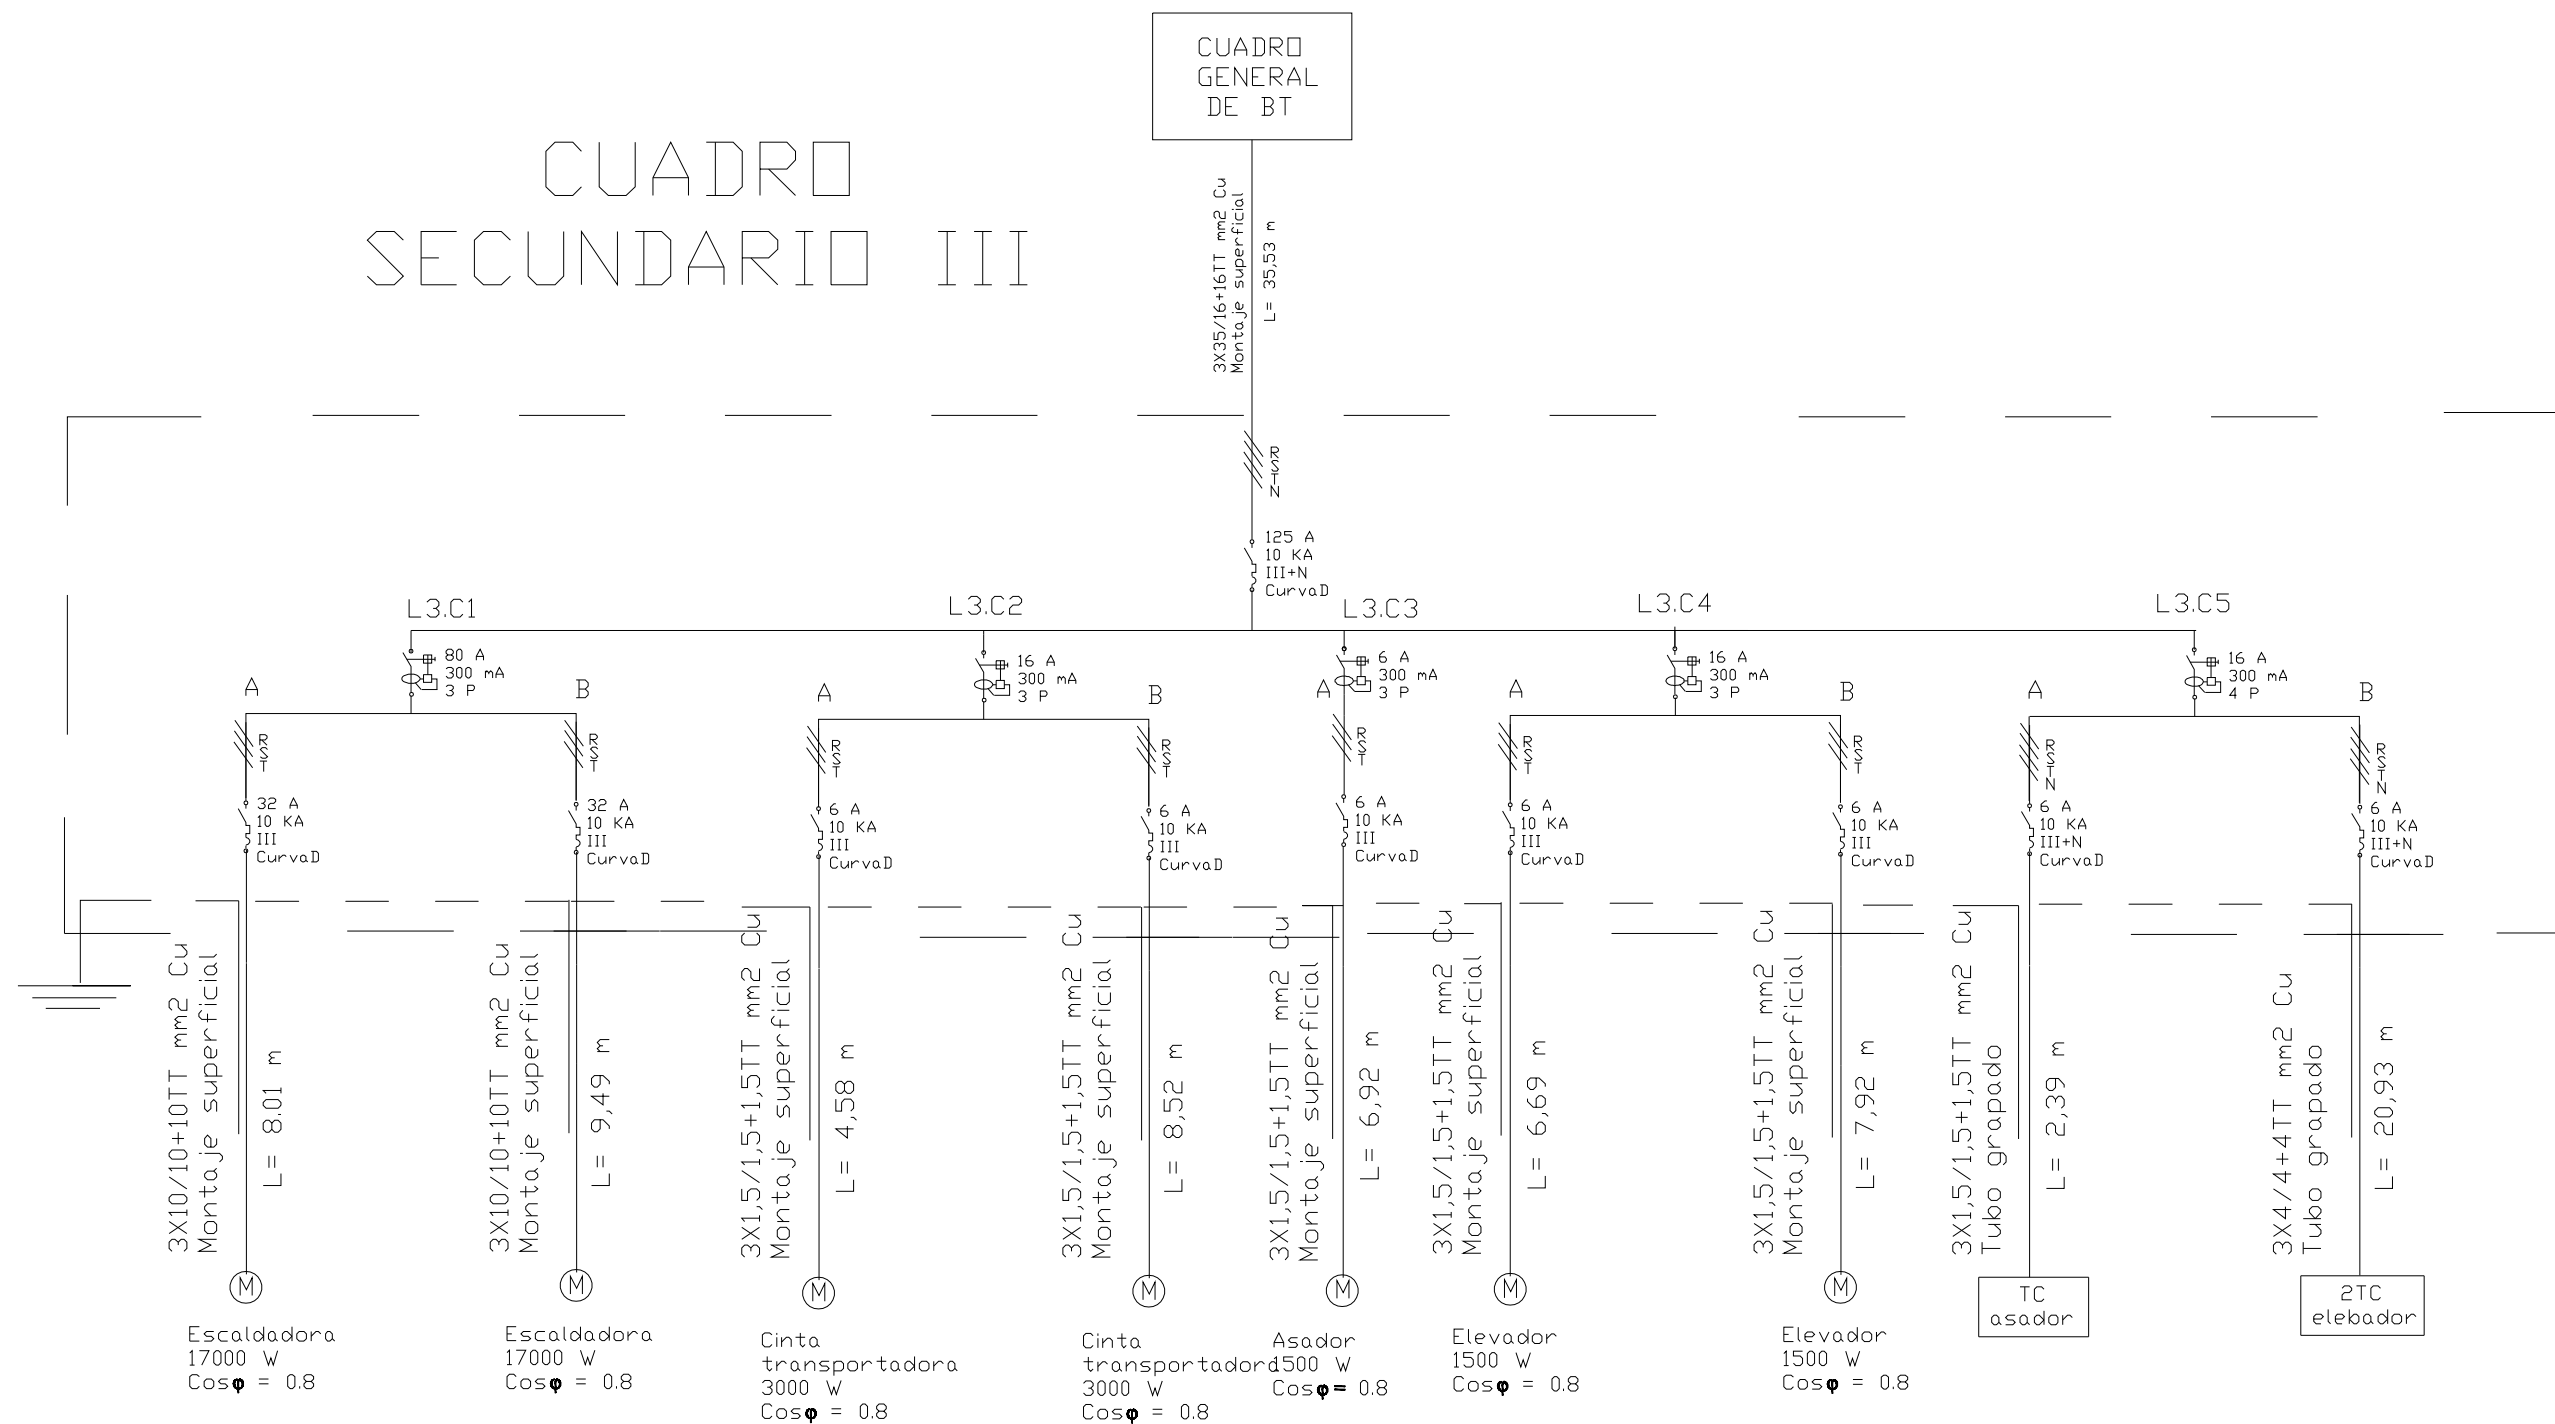 CUADRO
GENERAL
DE BT
CUADRO
SECUNDARIO III
3X35/16+16TT mm2 Cu
Montaje superficial
L= 35,53 m
R
S
T
N
125 A
10 KA
III+N
CurvaD
L3.C1
L3.C2
L3.C3
L3.C4
L3.C5
80 A
300 mA
3 P
16 A
300 mA
3 P
6 A
300 mA
3 P
16 A
300 mA
3 P
16 A
300 mA
4 P
A
B
A
B
A
A
B
A
B
R
S
T
R
S
T
R
S
T
R
S
T
R
S
T
R
S
T
R
S
T
R
S
T
N
R
S
T
N
32 A
10 KA
III
CurvaD
32 A
10 KA
III
CurvaD
6 A
10 KA
III
CurvaD
6 A
10 KA
III
CurvaD
6 A
10 KA
III
CurvaD
6 A
10 KA
III
CurvaD
6 A
10 KA
III
CurvaD
6 A
10 KA
III+N
CurvaD
6 A
10 KA
III+N
CurvaD
3X10/10+10TT mm2 Cu
Montaje superficial
L= 8.01 m
3X10/10+10TT mm2 Cu
Montaje superficial
L= 9,49 m
3X1,5/1,5+1,5TT mm2 Cu
Montaje superficial
L= 4,58 m
3X1,5/1,5+1,5TT mm2 Cu
Montaje superficial
L= 8,52 m
3X1,5/1,5+1,5TT mm2 Cu
Montaje superficial
L= 6,92 m
3X1,5/1,5+1,5TT mm2 Cu
Montaje superficial
L= 6,69 m
3X1,5/1,5+1,5TT mm2 Cu
Montaje superficial
L= 7,92 m
3X1,5/1,5+1,5TT mm2 Cu
Tubo grapado
L= 2,39 m
3X4/4+4TT mm2 Cu
Tubo grapado
L= 20,93 m
M
M
M
M
M
M
M
Escaldadora
17000 W
Cosφ = 0.8
Escaldadora
17000 W
Cosφ = 0.8
Cinta
transportadora
3000 W
Cosφ = 0.8
Cinta
transportadora
3000 W
Cosφ = 0.8
Asador
1500 W
Cosφ= 0.8
Elevador
1500 W
Cosφ = 0.8
Elevador
1500 W
Cosφ = 0.8
TC
asador
2TC
elebador